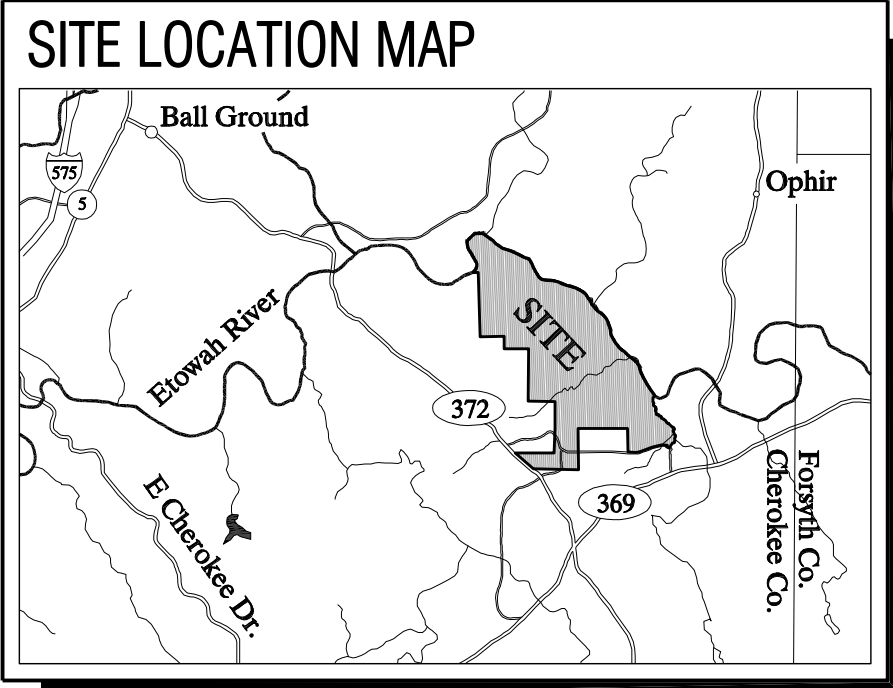 SITE LOCATION MAP
Ball Ground
575
5
Ophir
SITE
Etowah River
372
369
E Cherokee Dr.
Forsyth Co.
Cherokee Co.